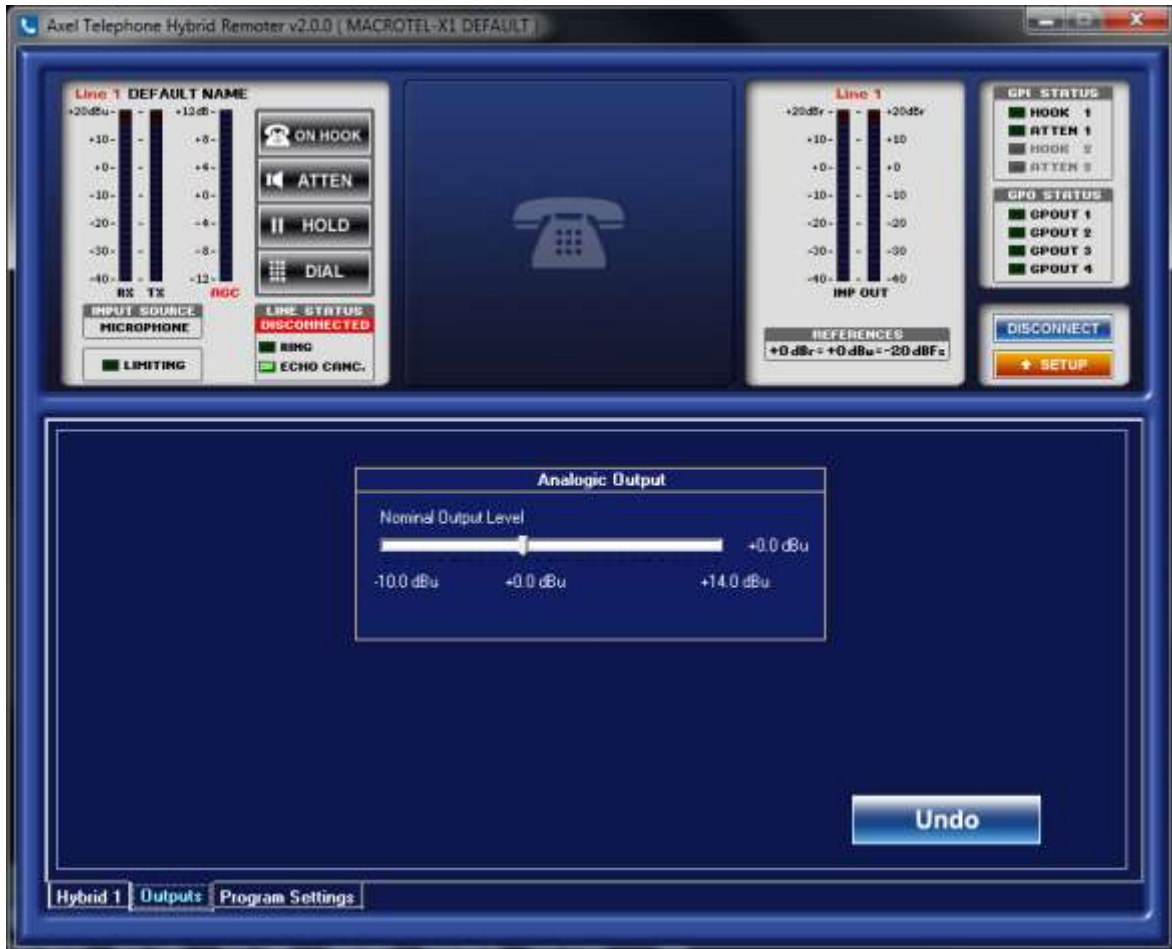 Axel Telephone Hybrid Remoter v2.0.0 ( MACROTEL-X1 DEFAULT )
Line 1 DEFAULT NAME
+20dBu- +12dB-
+10- - +8-
+0- - +4-
-10- - +0-
-20- - -4-
-30- - -8-
-40- - -12-
RX TX AGC
ON HOOK
ATTEN
HOLD
DIAL
INPUT SOURCE
MICROPHONE
LIMITING
LINE STATUS
DISCONNECTED
RING
ECHO CANC.
Line 1
+20dBr - - +20dBr
+10- - +10
+0- - +0
-10- - -10
-20- - -20
-30- - -30
-40- - -40
INP OUT
REFERENCES
+0 dBr = +0 dBu = -20 dBFs
GPI STATUS
HOOK 1
ATTEN 1
HOOK 2
ATTEN 2
GPO STATUS
GPOUT 1
GPOUT 2
GPOUT 3
GPOUT 4
DISCONNECT
SETUP
Analogic Output
Nominal Output Level
+0.0 dBu
-10.0 dBu +0.0 dBu +14.0 dBu
Undo
Hybrid 1 Outputs Program Settings